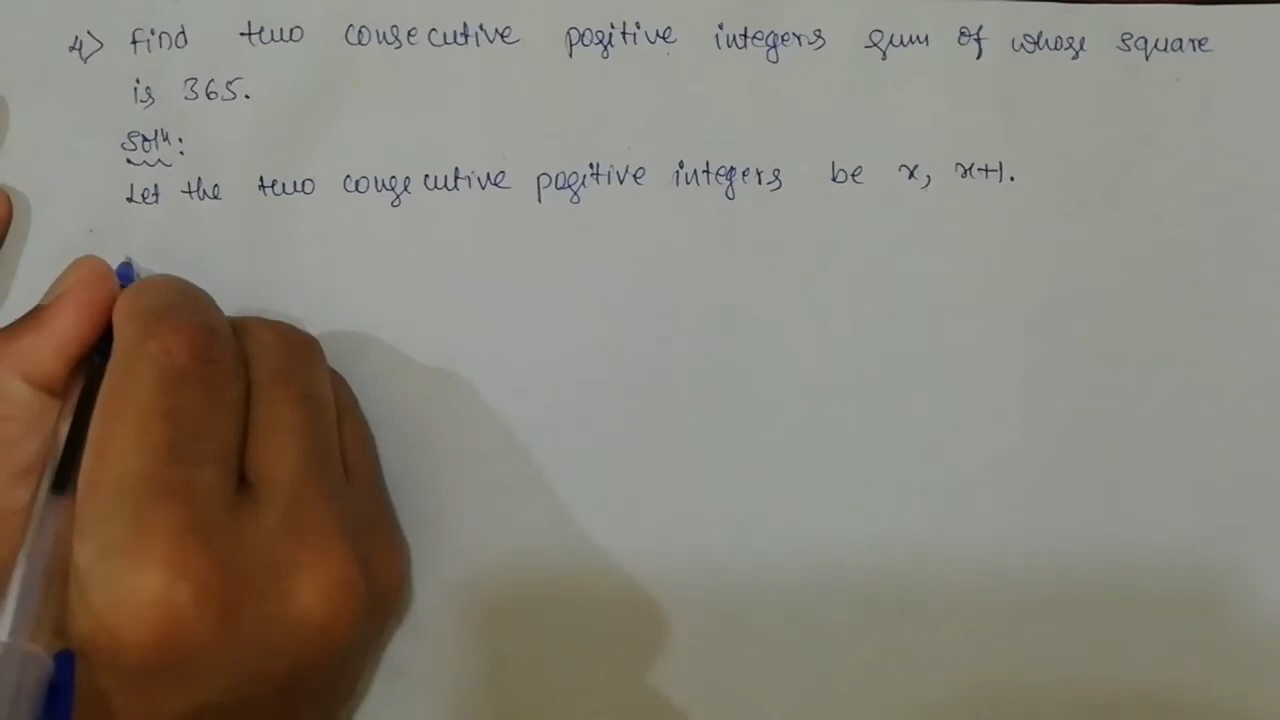 4) Find two consecutive positive integers sum of whose square
is 365.
Soln:
Let the two consecutive positive integers be x, x+1.